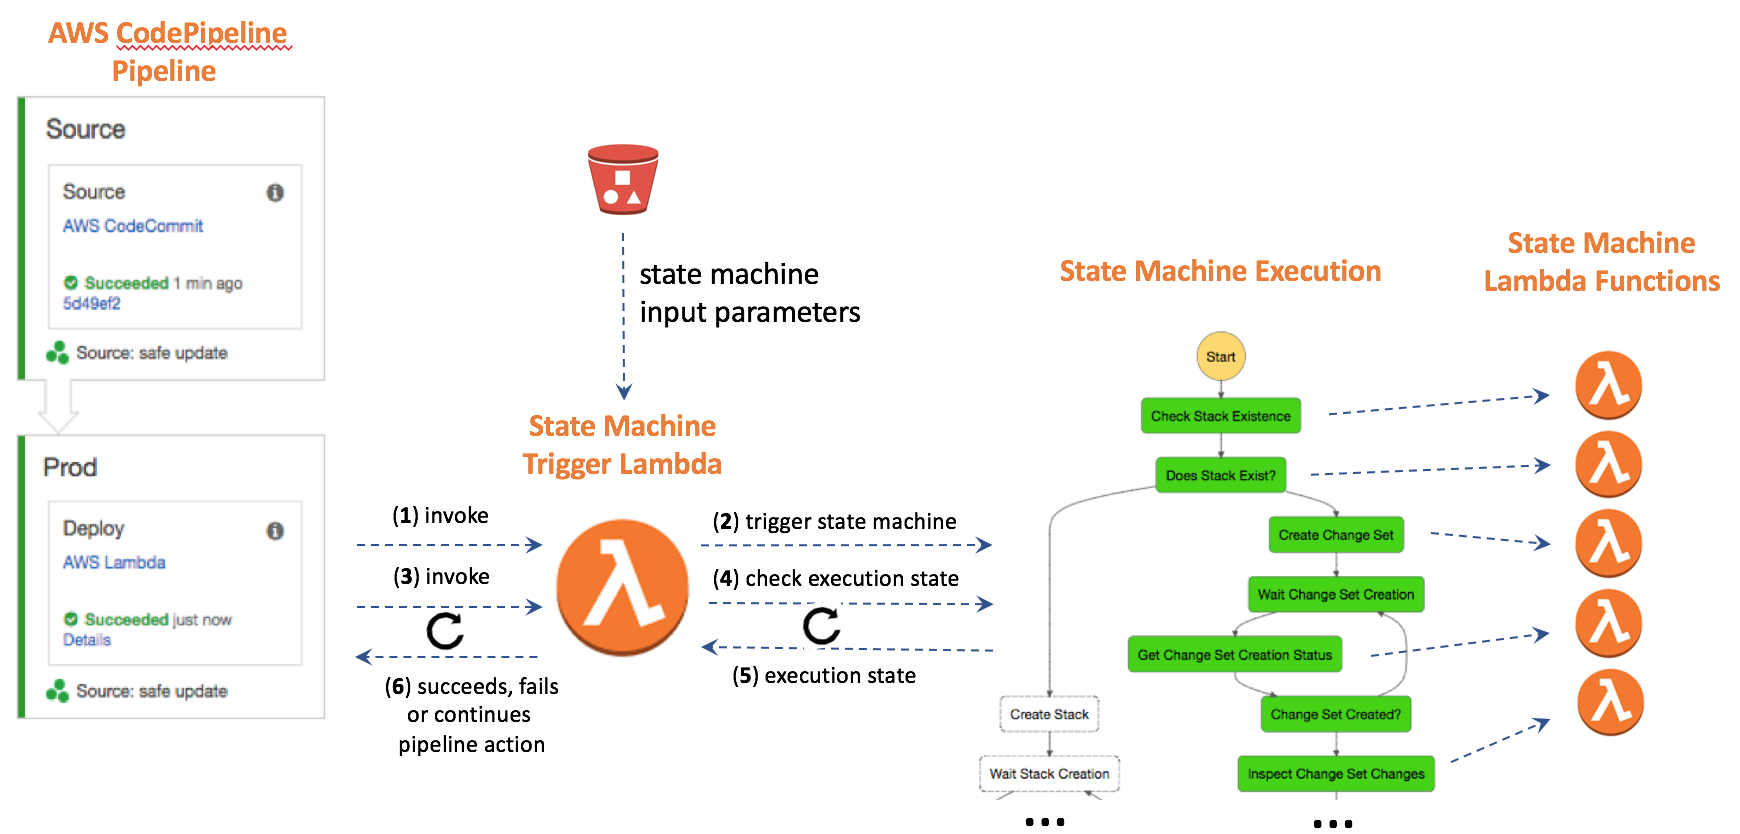 AWS CodePipeline
Pipeline
Source
Source
AWS CodeCommit
Succeeded 1 min ago
5d49ef2
Source: safe update
Prod
Deploy
AWS Lambda
Succeeded just now
Details
Source: safe update
state machine
input parameters
State Machine
Trigger Lambda
(1) invoke
(3) invoke
(6) succeeds, fails
or continues
pipeline action
(2) trigger state machine
(4) check execution state
(5) execution state
State Machine Execution
Start
Check Stack Existence
Does Stack Exist?
Create Change Set
Wait Change Set Creation
Get Change Set Creation Status
Change Set Created?
Inspect Change Set Changes
...
Create Stack
Wait Stack Creation
...
State Machine
Lambda Functions